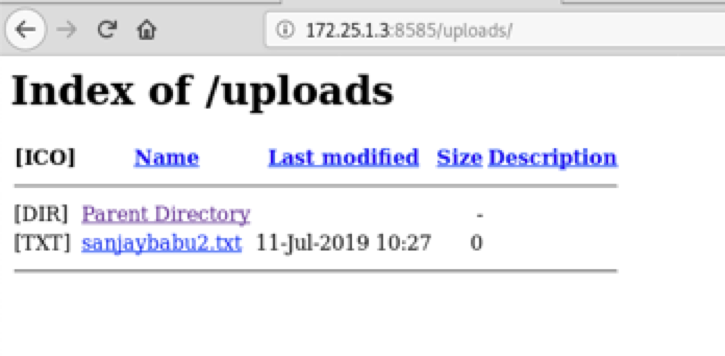 172.25.1.3:8585/uploads/
Index of /uploads
[ICO] Name Last modified Size Description
[DIR] Parent Directory -
[TXT] sanjaybabu2.txt 11-Jul-2019 10:27 0